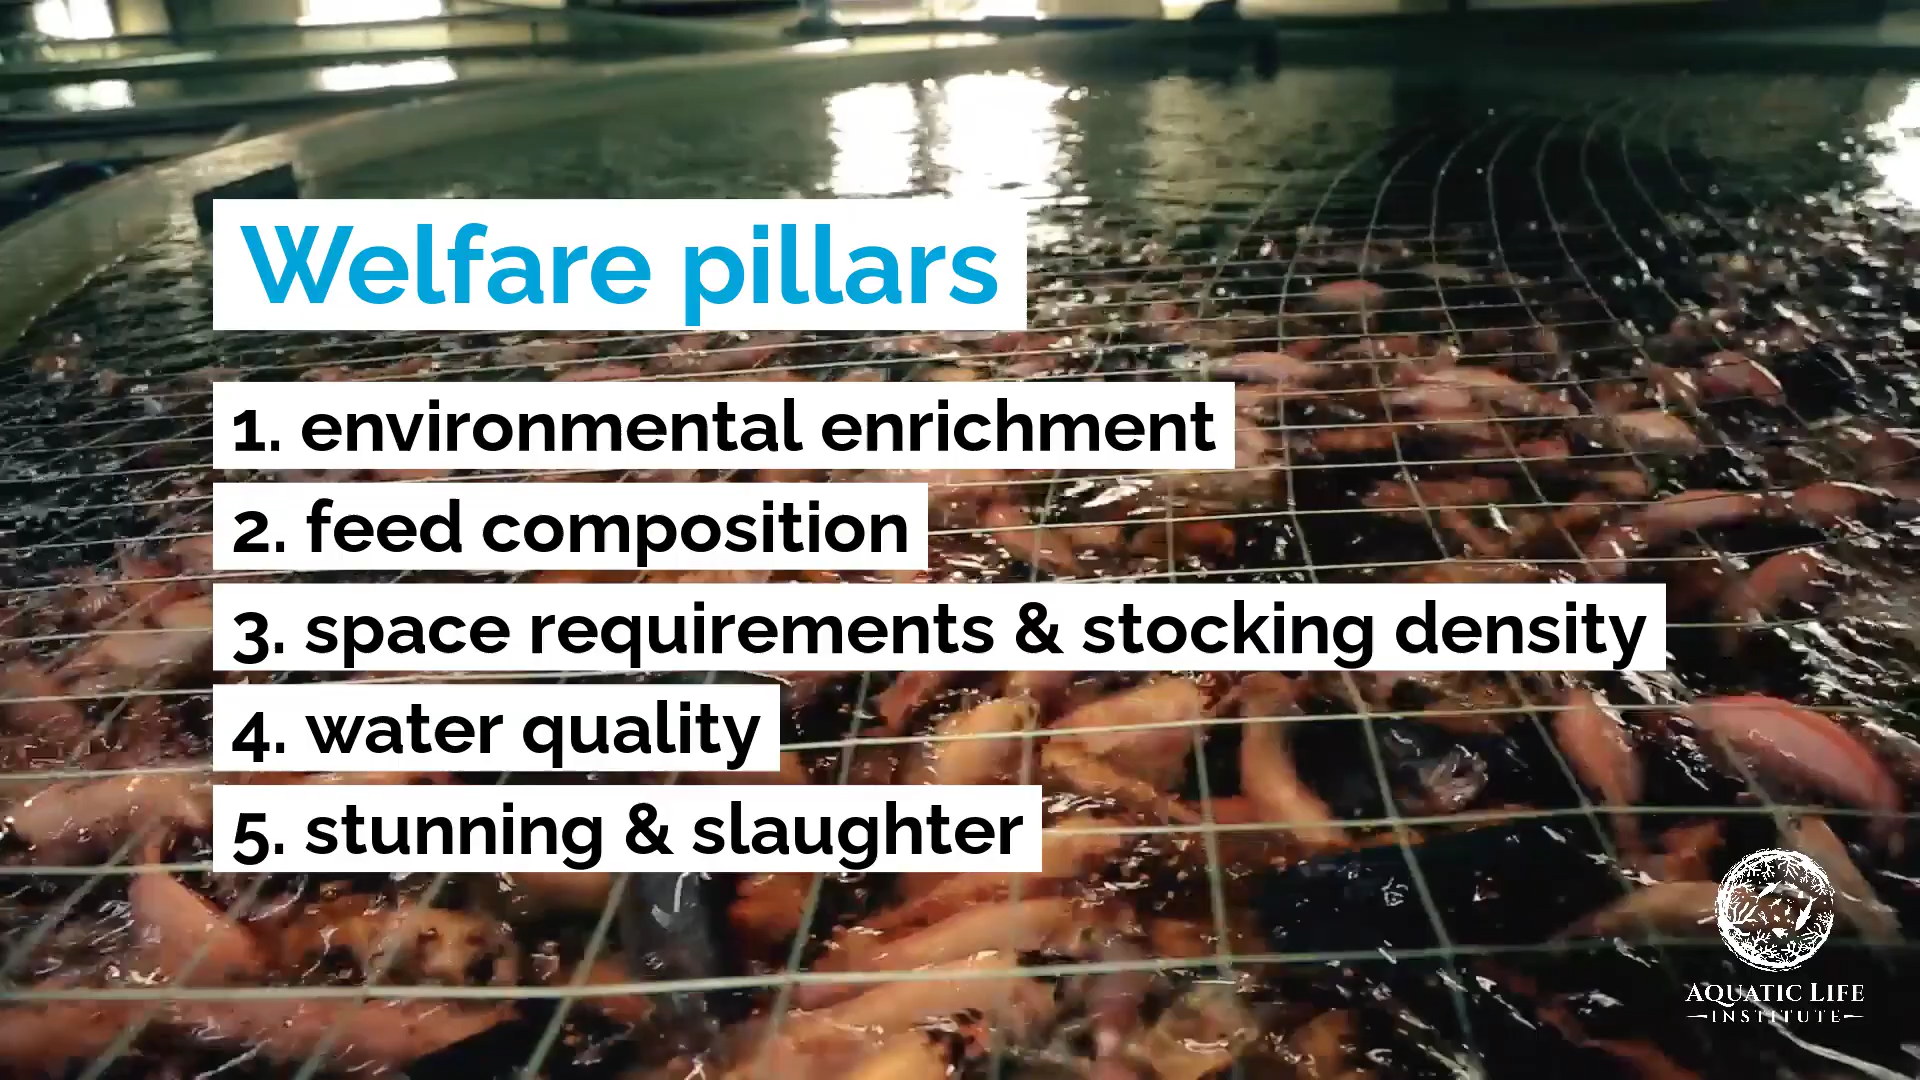 Welfare pillars
1. environmental enrichment
2. feed composition
3. space requirements & stocking density
4. water quality
5. stunning & slaughter
AQUATIC LIFE
INSTITUTE